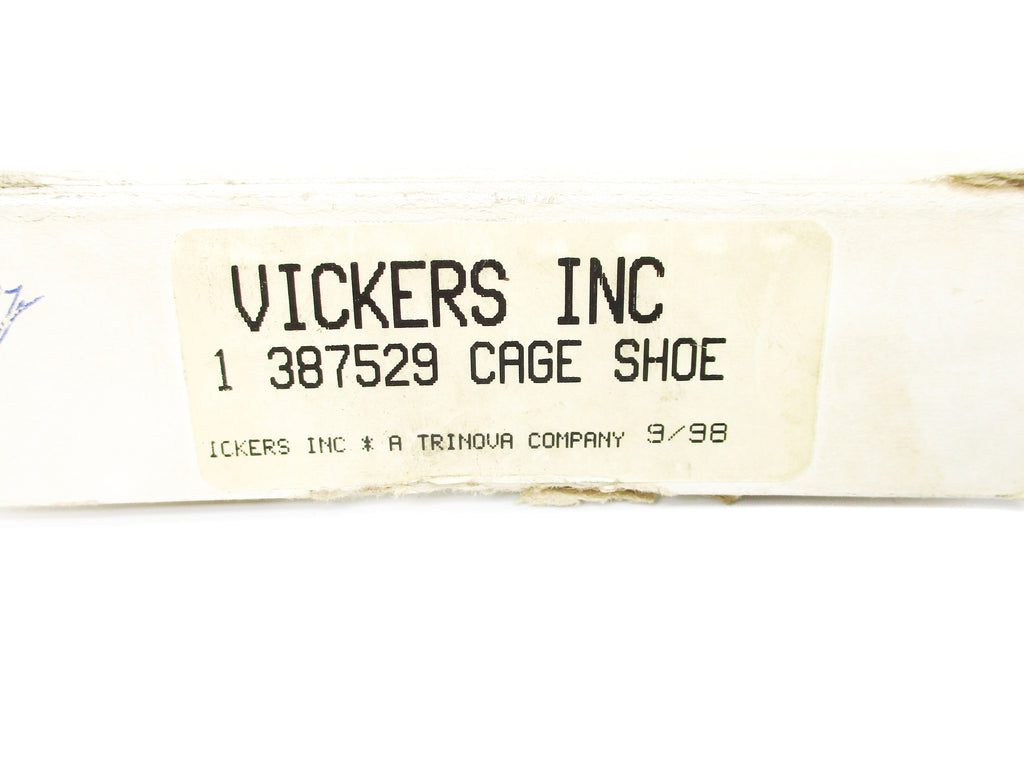 VICKERS INC
1 387529 CAGE SHOE
ICKERS INC * A TRINOVA COMPANY 9/98